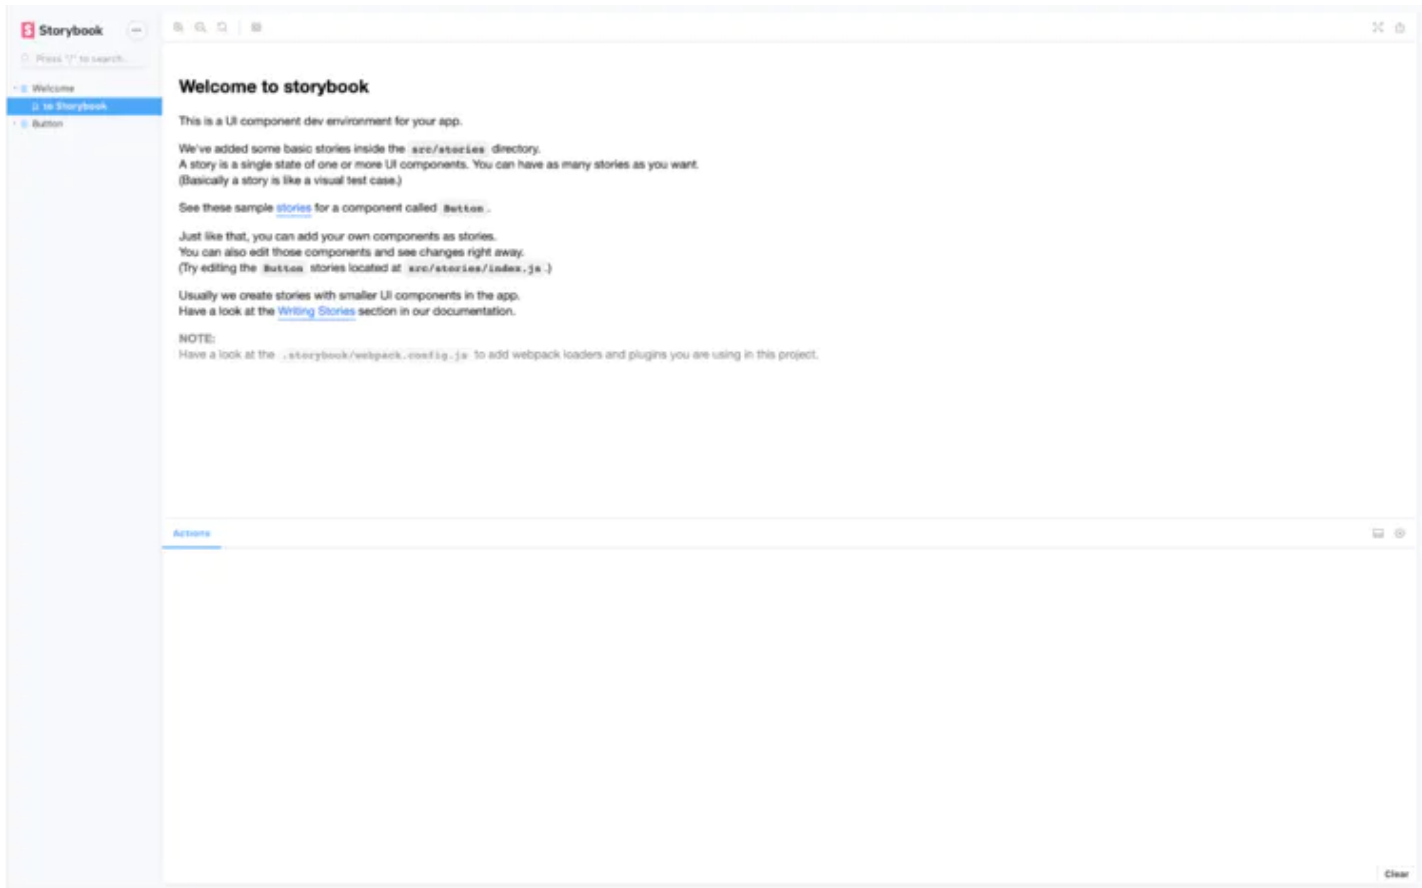 Storybook
Press "/" to search...
Welcome
to Storybook
Button
Welcome to storybook
This is a UI component dev environment for your app.
We've added some basic stories inside the src/stories directory.
A story is a single state of one or more UI components. You can have as many stories as you want.
(Basically a story is like a visual test case.)
See these sample stories for a component called Button .
Just like that, you can add your own components as stories.
You can also edit those components and see changes right away.
(Try editing the Button stories located at src/stories/index.js .)
Usually we create stories with smaller UI components in the app.
Have a look at the Writing Stories section in our documentation.
NOTE:
Have a look at the .storybook/webpack.config.js to add webpack loaders and plugins you are using in this project.
Actions
Clear